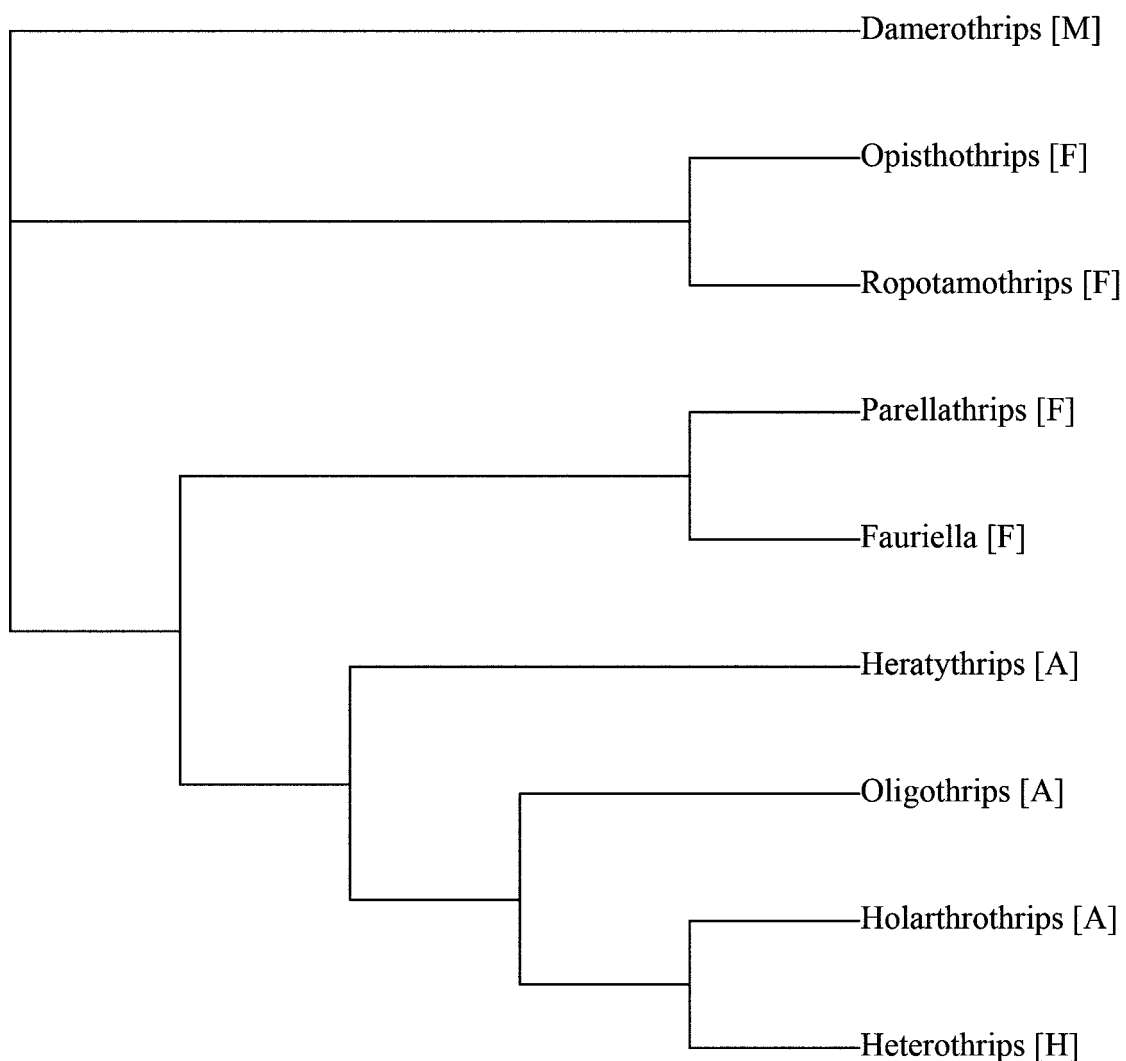 Damerothrips [M]
Opisthothrips [F]
Ropotamothrips [F]
Parellathrips [F]
Fauriella [F]
Heratythrips [A]
Oligothrips [A]
Holarthrothrips [A]
Heterothrips [H]